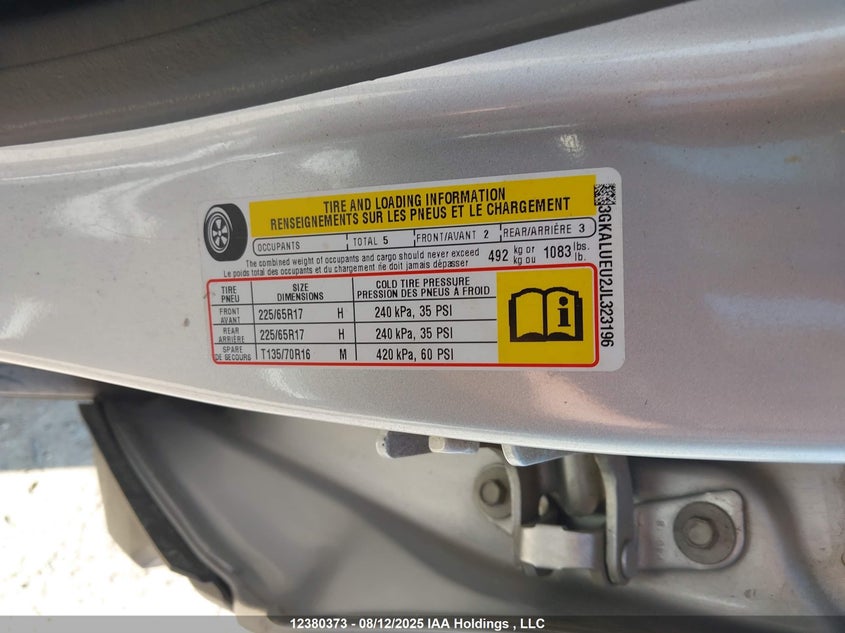 TIRE AND LOADING INFORMATION
RENSEIGNEMENTS SUR LES PNEUS ET LE CHARGEMENT
OCCUPANTS TOTAL 5 FRONT/AVANT 2 REAR/ARRIÈRE 3
The combined weight of occupants and cargo should never exceed 492 kg or 1083 lbs.
Le poids total des occupants et du chargement ne doit jamais dépasser kg ou lb.
TIRE SIZE COLD TIRE PRESSURE
PNEU DIMENSIONS PRESSION DES PNEUS À FROID
FRONT
AVANT 225/65R17 H 240 kPa, 35 PSI
REAR
ARRIÈRE 225/65R17 H 240 kPa, 35 PSI
SPARE
DE SECOURS T135/70R16 M 420 kPa, 60 PSI
i
3GKALUEU2JL323196
12380373 - 08/12/2025 IAA Holdings , LLC